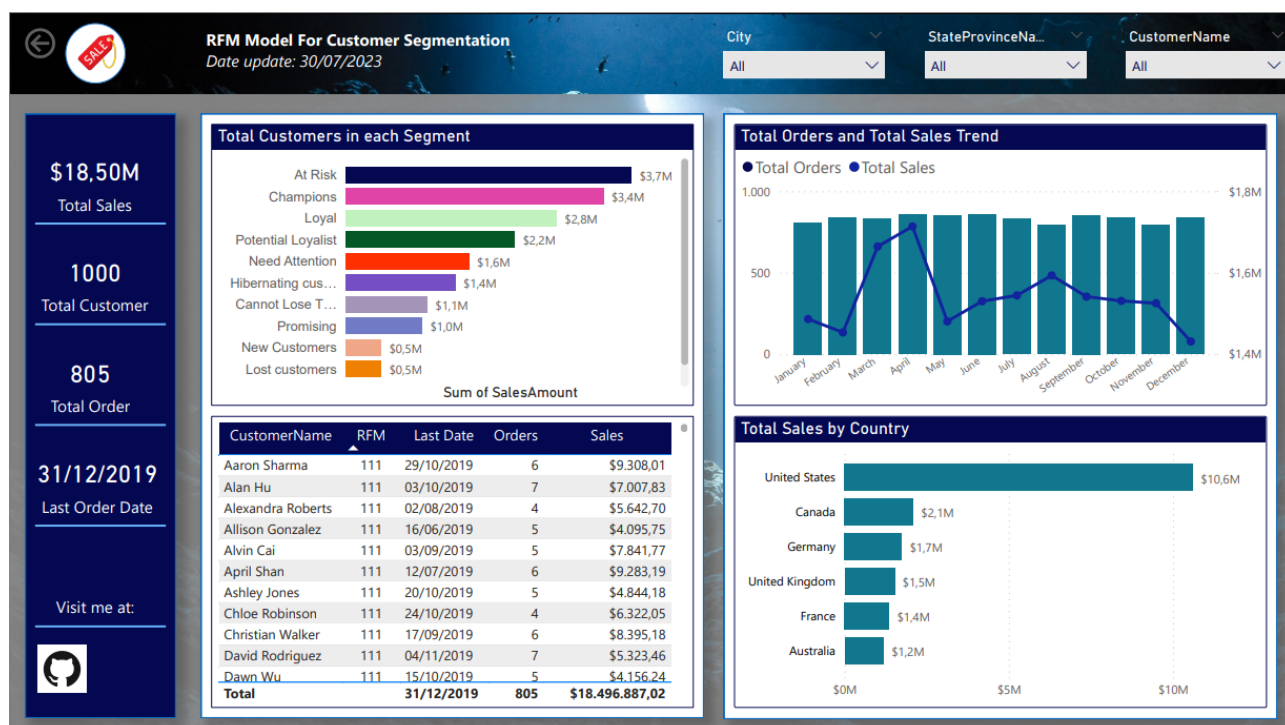 SALE
RFM Model For Customer Segmentation
Date update: 30/07/2023
City
All
StateProvinceNa...
All
CustomerName
All
$18,50M
Total Sales
1000
Total Customer
805
Total Order
31/12/2019
Last Order Date
Visit me at:
Total Customers in each Segment
At Risk $3,7M
Champions $3,4M
Loyal $2,8M
Potential Loyalist $2,2M
Need Attention $1,6M
Hibernating cus... $1,4M
Cannot Lose T... $1,1M
Promising $1,0M
New Customers $0,5M
Lost customers $0,5M
Sum of SalesAmount
CustomerName RFM Last Date Orders Sales
Aaron Sharma 111 29/10/2019 6 $9.308,01
Alan Hu 111 03/10/2019 7 $7.007,83
Alexandra Roberts 111 02/08/2019 4 $5.642,70
Allison Gonzalez 111 16/06/2019 5 $4.095,75
Alvin Cai 111 03/09/2019 5 $7.841,77
April Shan 111 12/07/2019 6 $9.283,19
Ashley Jones 111 20/10/2019 5 $4.844,18
Chloe Robinson 111 24/10/2019 4 $6.322,05
Christian Walker 111 17/09/2019 6 $8.395,18
David Rodriguez 111 04/11/2019 7 $5.323,46
Dawn Wu 111 15/10/2019 5 $4.156,24
Total 31/12/2019 805 $18.496.887,02
Total Orders and Total Sales Trend
Total Orders Total Sales
1.000 $1,8M
500 $1,6M
0 $1,4M
January February March April May June July August September October November December
Total Sales by Country
United States $10,6M
Canada $2,1M
Germany $1,7M
United Kingdom $1,5M
France $1,4M
Australia $1,2M
$0M $5M $10M